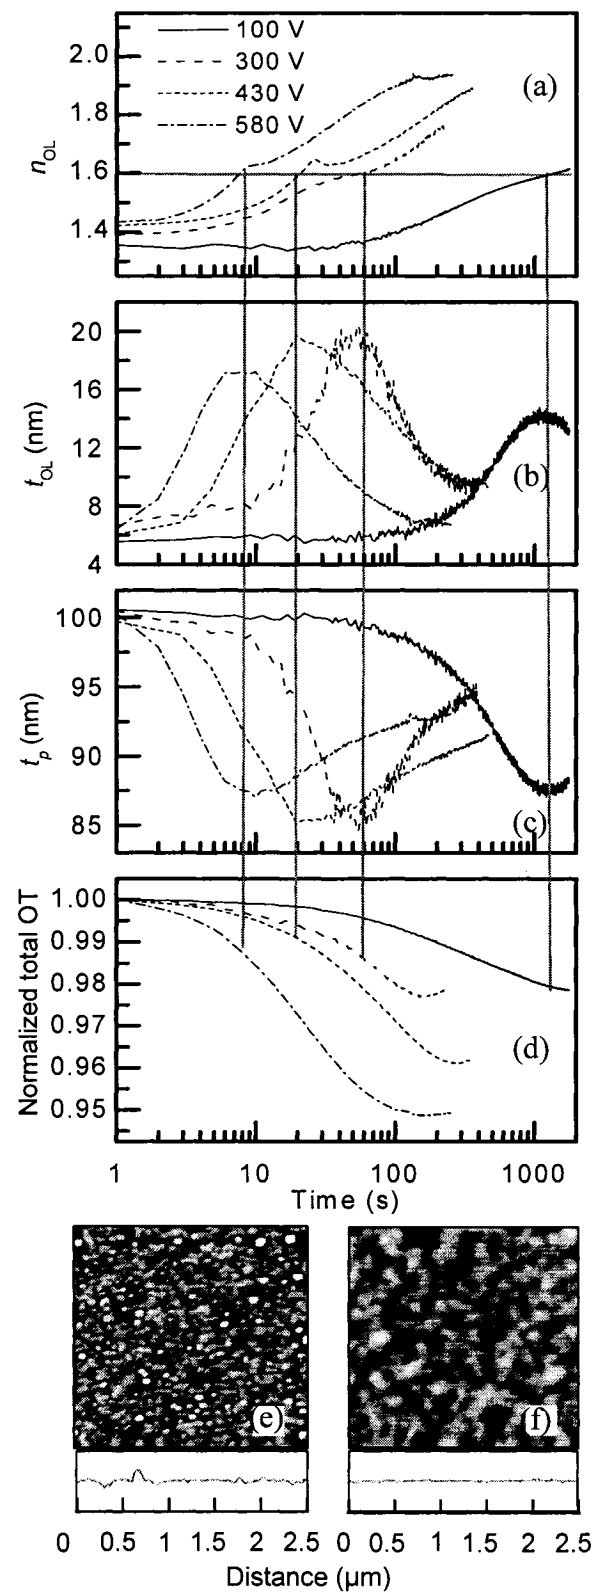 100 V
300 V
430 V
580 V
(a)
2.0
1.8
1.6
1.4
n_OL
20
16
12
8
4
t_OL (nm)
(b)
100
95
90
85
t_p (nm)
(c)
1.00
0.99
0.98
0.97
0.96
0.95
Normalized total OT
(d)
1 10 100 1000
Time (s)
(e)
(f)
0 0.5 1 1.5 2 2.5 0 0.5 1 1.5 2 2.5
Distance (µm)